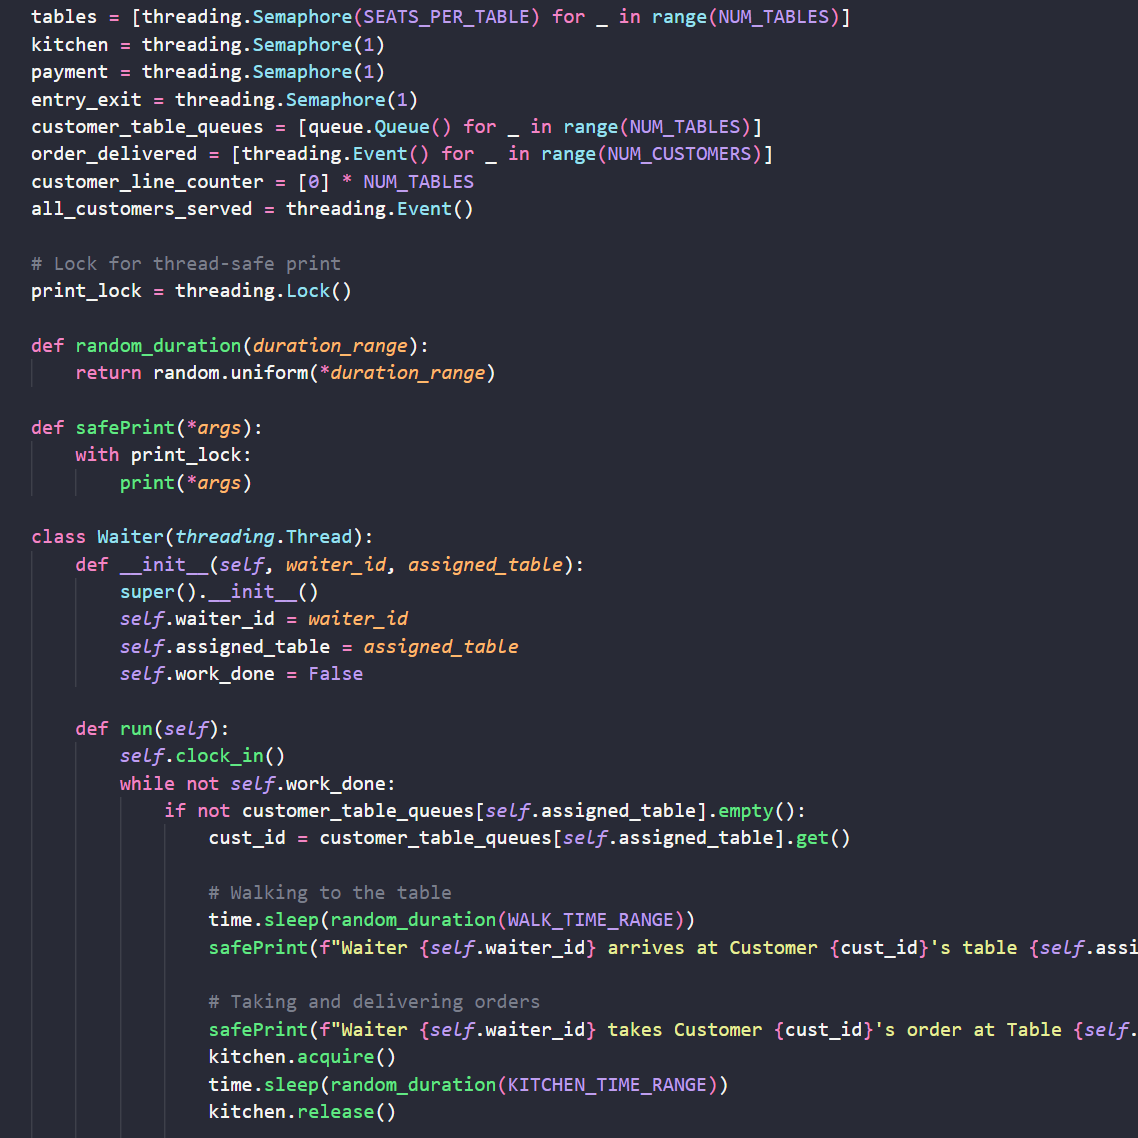 tables = [threading.Semaphore(SEATS_PER_TABLE) for _ in range(NUM_TABLES)]
kitchen = threading.Semaphore(1)
payment = threading.Semaphore(1)
entry_exit = threading.Semaphore(1)
customer_table_queues = [queue.Queue() for _ in range(NUM_TABLES)]
order_delivered = [threading.Event() for _ in range(NUM_CUSTOMERS)]
customer_line_counter = [0] * NUM_TABLES
all_customers_served = threading.Event()

# Lock for thread-safe print
print_lock = threading.Lock()

def random_duration(duration_range):
    return random.uniform(*duration_range)

def safePrint(*args):
    with print_lock:
        print(*args)

class Waiter(threading.Thread):
    def __init__(self, waiter_id, assigned_table):
        super().__init__()
        self.waiter_id = waiter_id
        self.assigned_table = assigned_table
        self.work_done = False

    def run(self):
        self.clock_in()
        while not self.work_done:
            if not customer_table_queues[self.assigned_table].empty():
                cust_id = customer_table_queues[self.assigned_table].get()

                # Walking to the table
                time.sleep(random_duration(WALK_TIME_RANGE))
                safePrint(f"Waiter {self.waiter_id} arrives at Customer {cust_id}'s table {self.assi

                # Taking and delivering orders
                safePrint(f"Waiter {self.waiter_id} takes Customer {cust_id}'s order at Table {self.
                kitchen.acquire()
                time.sleep(random_duration(KITCHEN_TIME_RANGE))
                kitchen.release()